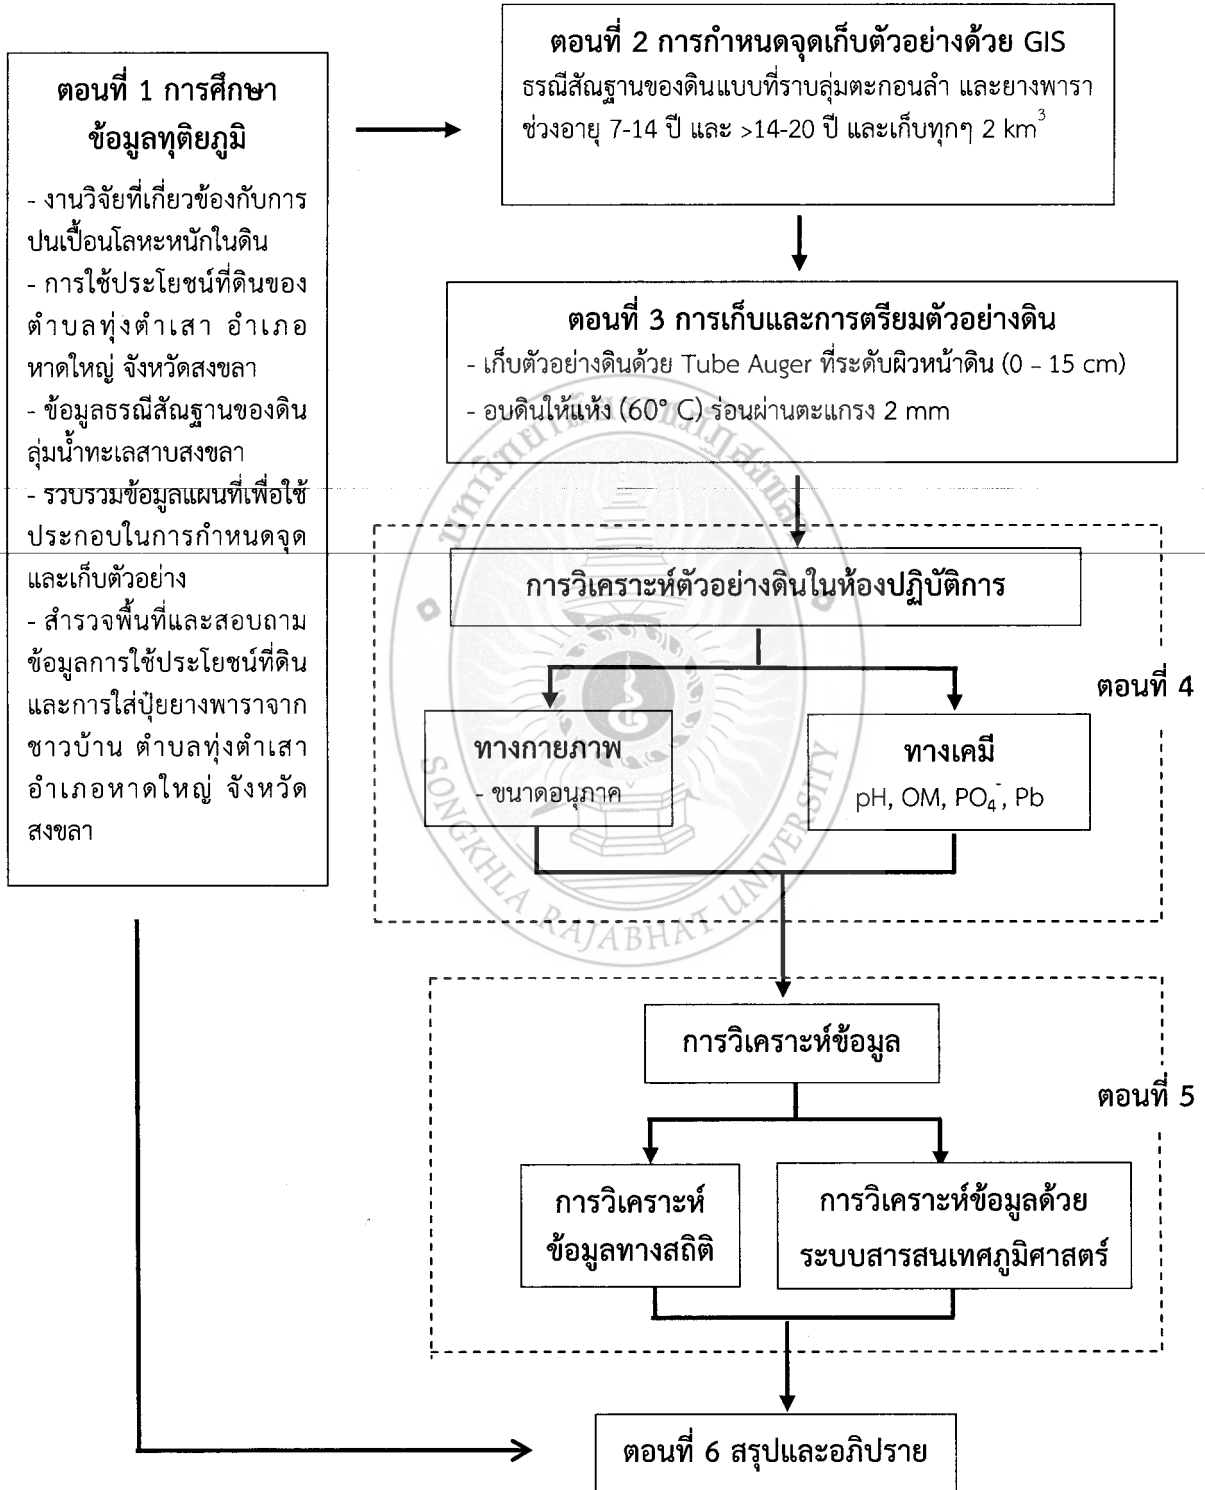 ตอนที่ 1 การศึกษา
ข้อมูลทุติยภูมิ
- งานวิจัยที่เกี่ยวข้องกับการ
ปนเปื้อนโลหะหนักในดิน
- การใช้ประโยชน์ที่ดินของ
ตำบลทุ่งตำเสา อำเภอ
หาดใหญ่ จังหวัดสงขลา
- ข้อมูลธรณีสัณฐานของดิน
ลุ่มน้ำทะเลสาบสงขลา
- รวบรวมข้อมูลแผนที่เพื่อใช้
ประกอบในการกำหนดจุด
และเก็บตัวอย่าง
- สำรวจพื้นที่และสอบถาม
ข้อมูลการใช้ประโยชน์ที่ดิน
และการใส่ปุ๋ยยางพาราจาก
ชาวบ้าน ตำบลทุ่งตำเสา
อำเภอหาดใหญ่ จังหวัด
สงขลา
ตอนที่ 2 การกำหนดจุดเก็บตัวอย่างด้วย GIS
ธรณีสัณฐานของดินแบบที่ราบลุ่มตะกอนลำ และยางพารา
ช่วงอายุ 7-14 ปี และ >14-20 ปี และเก็บทุกๆ 2 km³
ตอนที่ 3 การเก็บและการตรียมตัวอย่างดิน
- เก็บตัวอย่างดินด้วย Tube Auger ที่ระดับผิวหน้าดิน (0 – 15 cm)
- อบดินให้แห้ง (60° C) ร่อนผ่านตะแกรง 2 mm
มหาวิทยาลัยราชภัฏสงขลา
การวิเคราะห์ตัวอย่างดินในห้องปฏิบัติการ
ตอนที่ 4
ทางกายภาพ
- ขนาดอนุภาค
ทางเคมี
pH, OM, PO₄⁻, Pb
SONGKHLA RAJABHAT UNIVERSITY
การวิเคราะห์ข้อมูล
ตอนที่ 5
การวิเคราะห์
ข้อมูลทางสถิติ
การวิเคราะห์ข้อมูลด้วย
ระบบสารสนเทศภูมิศาสตร์
ตอนที่ 6 สรุปและอภิปราย